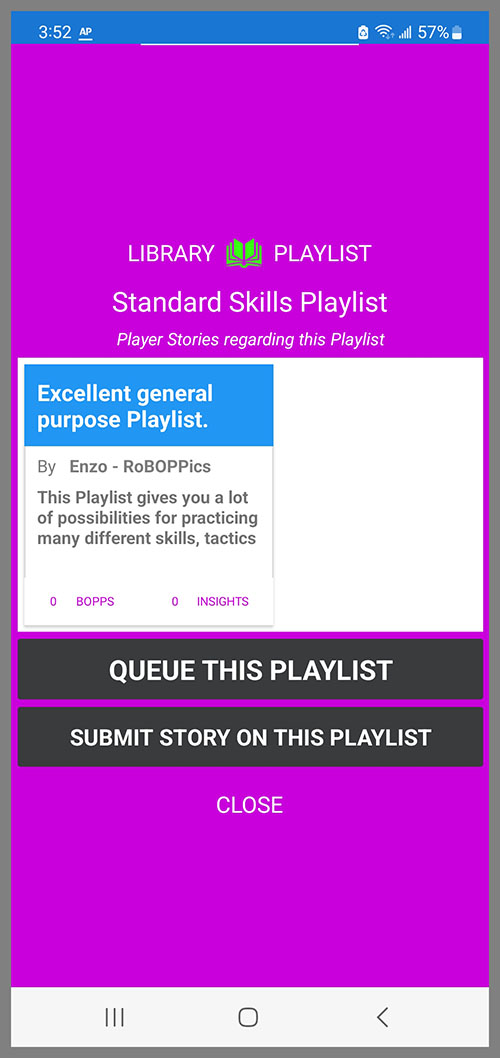 3:52 AP 57%
LIBRARY PLAYLIST
Standard Skills Playlist
Player Stories regarding this Playlist
Excellent general
purpose Playlist.
By Enzo - RoBOPPics
This Playlist gives you a lot
of possibilities for practicing
many different skills, tactics
0 BOPPS 0 INSIGHTS
QUEUE THIS PLAYLIST
SUBMIT STORY ON THIS PLAYLIST
CLOSE